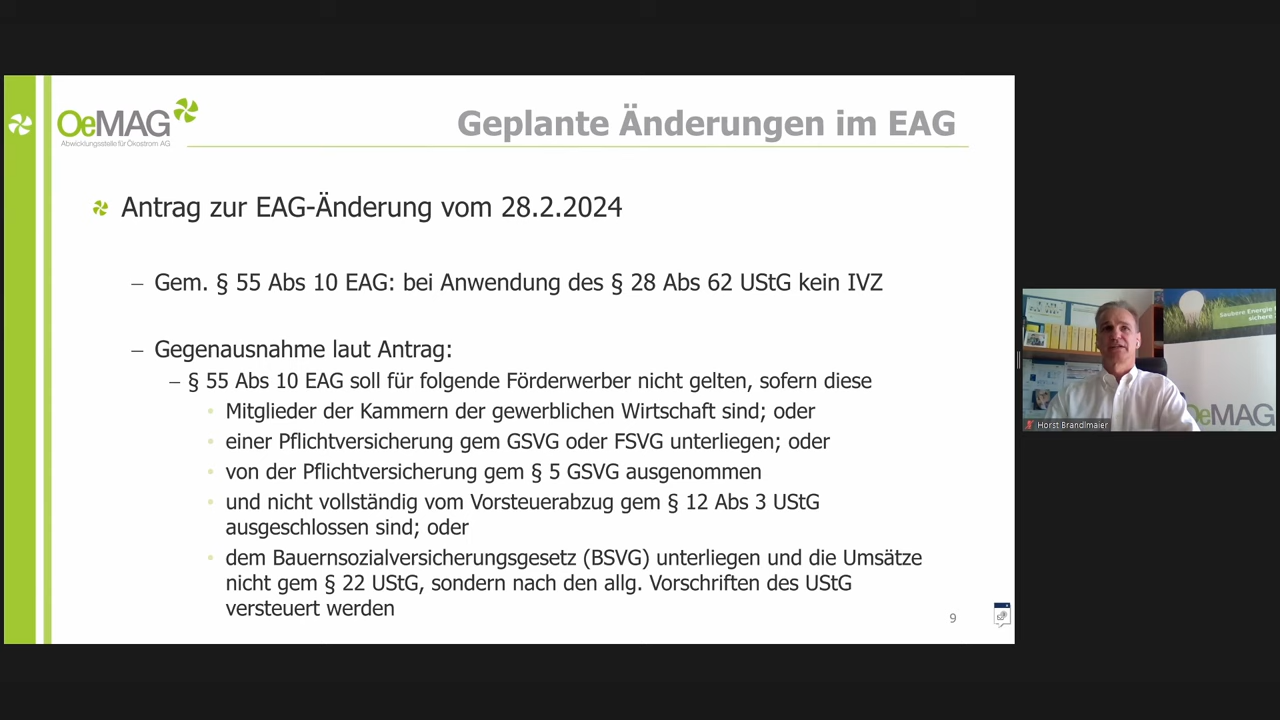 OeMAG
Abwicklungsstelle für Ökostrom AG
Geplante Änderungen im EAG
Antrag zur EAG-Änderung vom 28.2.2024
– Gem. § 55 Abs 10 EAG: bei Anwendung des § 28 Abs 62 UStG kein IVZ
– Gegenausnahme laut Antrag:
– § 55 Abs 10 EAG soll für folgende Förderwerber nicht gelten, sofern diese
• Mitglieder der Kammern der gewerblichen Wirtschaft sind; oder
• einer Pflichtversicherung gem GSVG oder FSVG unterliegen; oder
• von der Pflichtversicherung gem § 5 GSVG ausgenommen
• und nicht vollständig vom Vorsteuerabzug gem § 12 Abs 3 UStG
ausgeschlossen sind; oder
• dem Bauernsozialversicherungsgesetz (BSVG) unterliegen und die Umsätze
nicht gem § 22 UStG, sondern nach den allg. Vorschriften des UStG
versteuert werden
9
Saubere Energie
sichere
OeMAG
Horst Brandlmaier